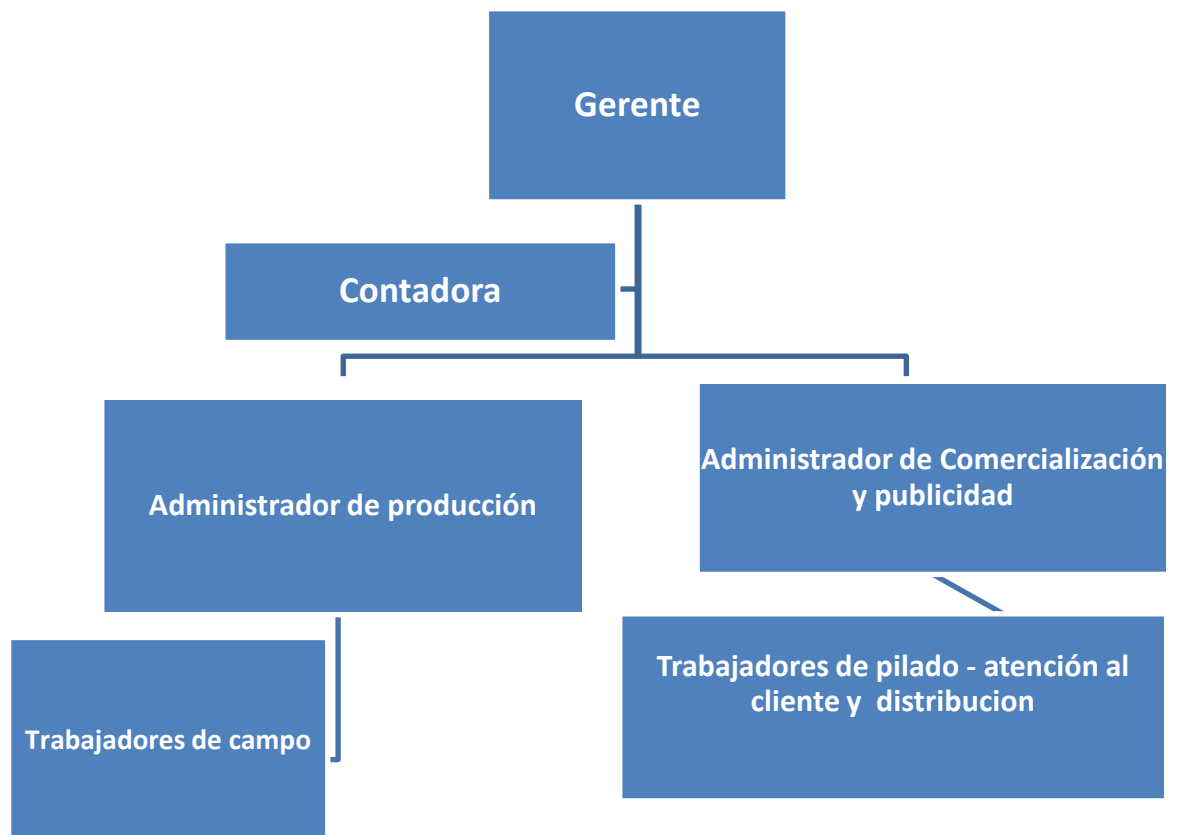 Gerente
Contadora
Administrador de producción
Administrador de Comercialización
y publicidad
Trabajadores de campo
Trabajadores de pilado - atención al
cliente y  distribucion